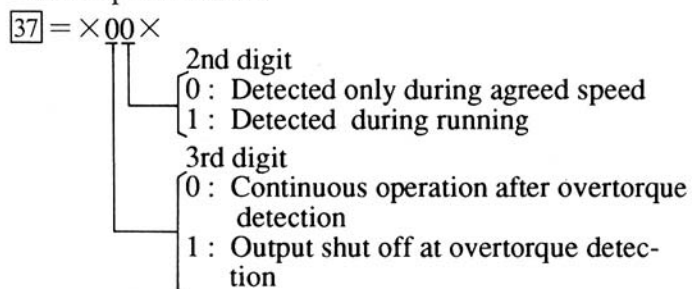 37 = ×00×
2nd digit
0 : Detected only during agreed speed
1 : Detected during running
3rd digit
0 : Continuous operation after overtorque
detection
1 : Output shut off at overtorque detec-
tion